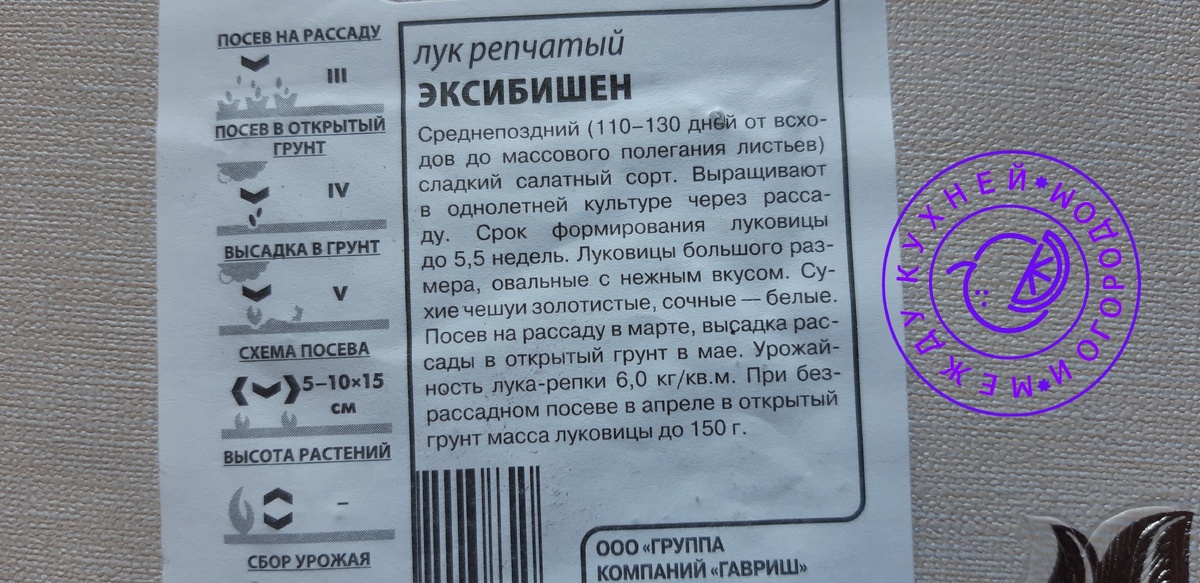 ПОСЕВ НА РАССАДУ
III
ПОСЕВ В ОТКРЫТЫЙ
ГРУНТ
IV
ВЫСАДКА В ГРУНТ
V
СХЕМА ПОСЕВА
5–10×15
см
ВЫСОТА РАСТЕНИЙ
–
СБОР УРОЖАЯ
лук репчатый
ЭКСИБИШЕН
Среднепоздний (110–130 дней от всхо-
дов до массового полегания листьев)
сладкий салатный сорт. Выращивают
в однолетней культуре через расса-
ду. Срок формирования луковицы
до 5,5 недель. Луковицы большого раз-
мера, овальные с нежным вкусом. Су-
хие чешуи золотистые, сочные — белые.
Посев на рассаду в марте, высадка рас-
сады в открытый грунт в мае. Урожай-
ность лука-репки 6,0 кг/кв.м. При без-
рассадном посеве в апреле в открытый
грунт масса луковицы до 150 г.
ООО «ГРУППА
КОМПАНИЙ «ГАВРИШ»
МЕЖДУ КУХНЕЙ И ОГОРОДОМ